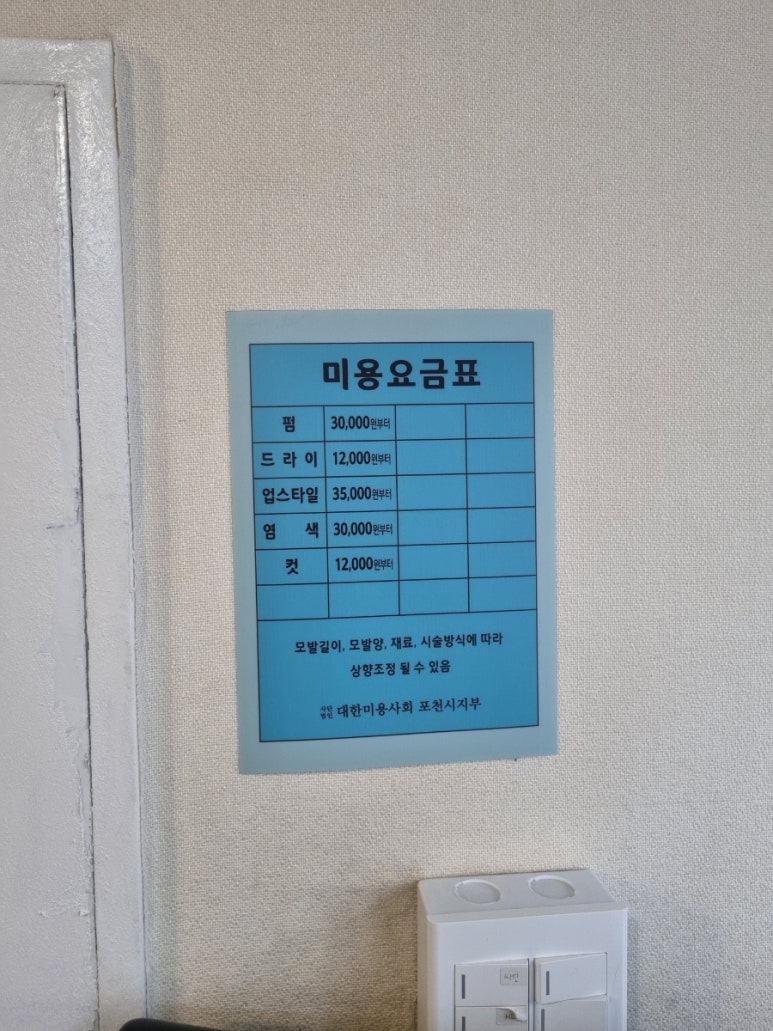 미용요금표
펌 30,000원부터
드 라 이 12,000원부터
업스타일 35,000원부터
염 색 30,000원부터
컷 12,000원부터
모발길이, 모발양, 재료, 시술방식에 따라
상향조정 될 수 있음
사단법인 대한미용사회 포천시지부